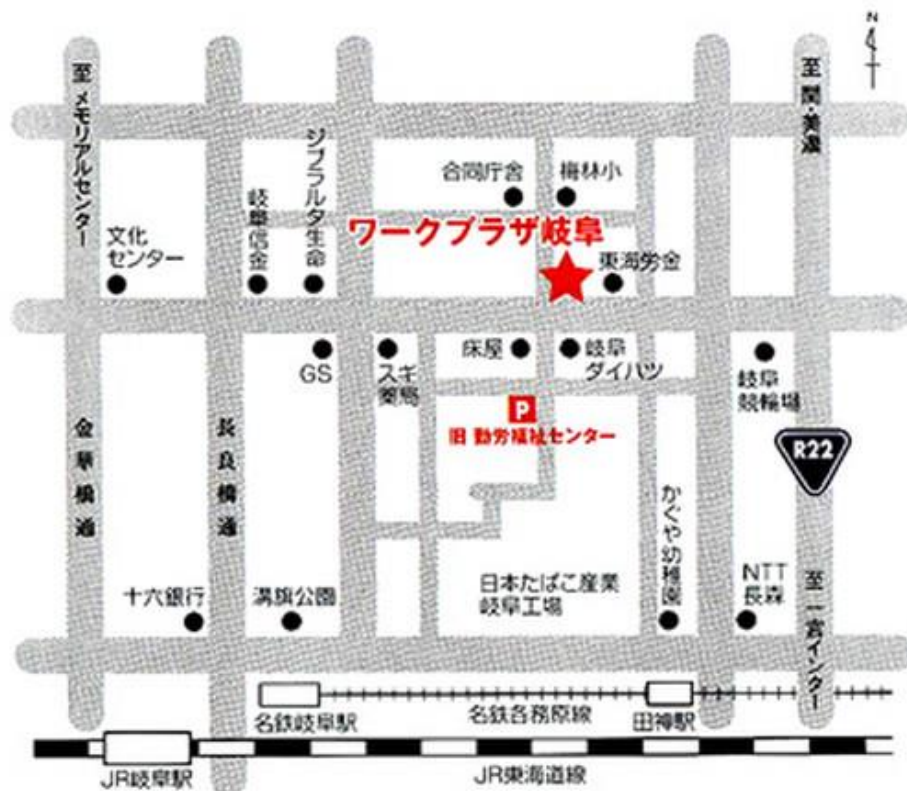 N
至 メモリアルセンター
至 関・美濃
合同庁舎
梅林小
ジブラルタ生命
岐阜信金
ワークプラザ岐阜
文化
センター
東海労金
GS
スギ
薬局
床屋
岐阜
ダイハツ
岐阜
競輪場
P
旧 勤労福祉センター
金華橋通
長良橋通
R22
かぐや幼稚園
日本たばこ産業
岐阜工場
NTT
長森
十六銀行
溝旗公園
至 一宮インター
名鉄岐阜駅
名鉄各務原線
田神駅
JR岐阜駅
JR東海道線